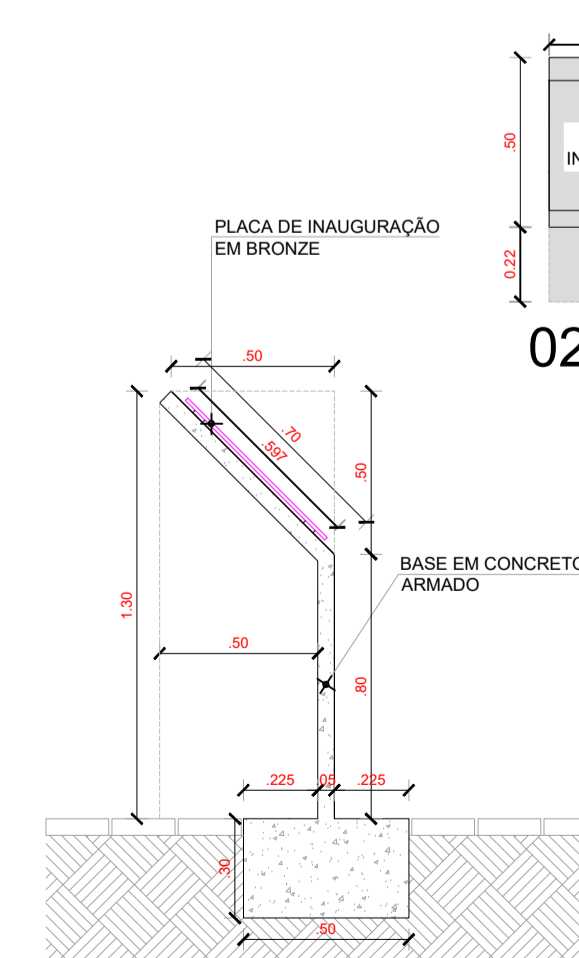 .50
IN
0.22
02
PLACA DE INAUGURAÇÃO
EM BRONZE
.50
.70
.597
.50
BASE EM CONCRETO
ARMADO
1.30
.50
.80
.225 .05 .225
.30
.50